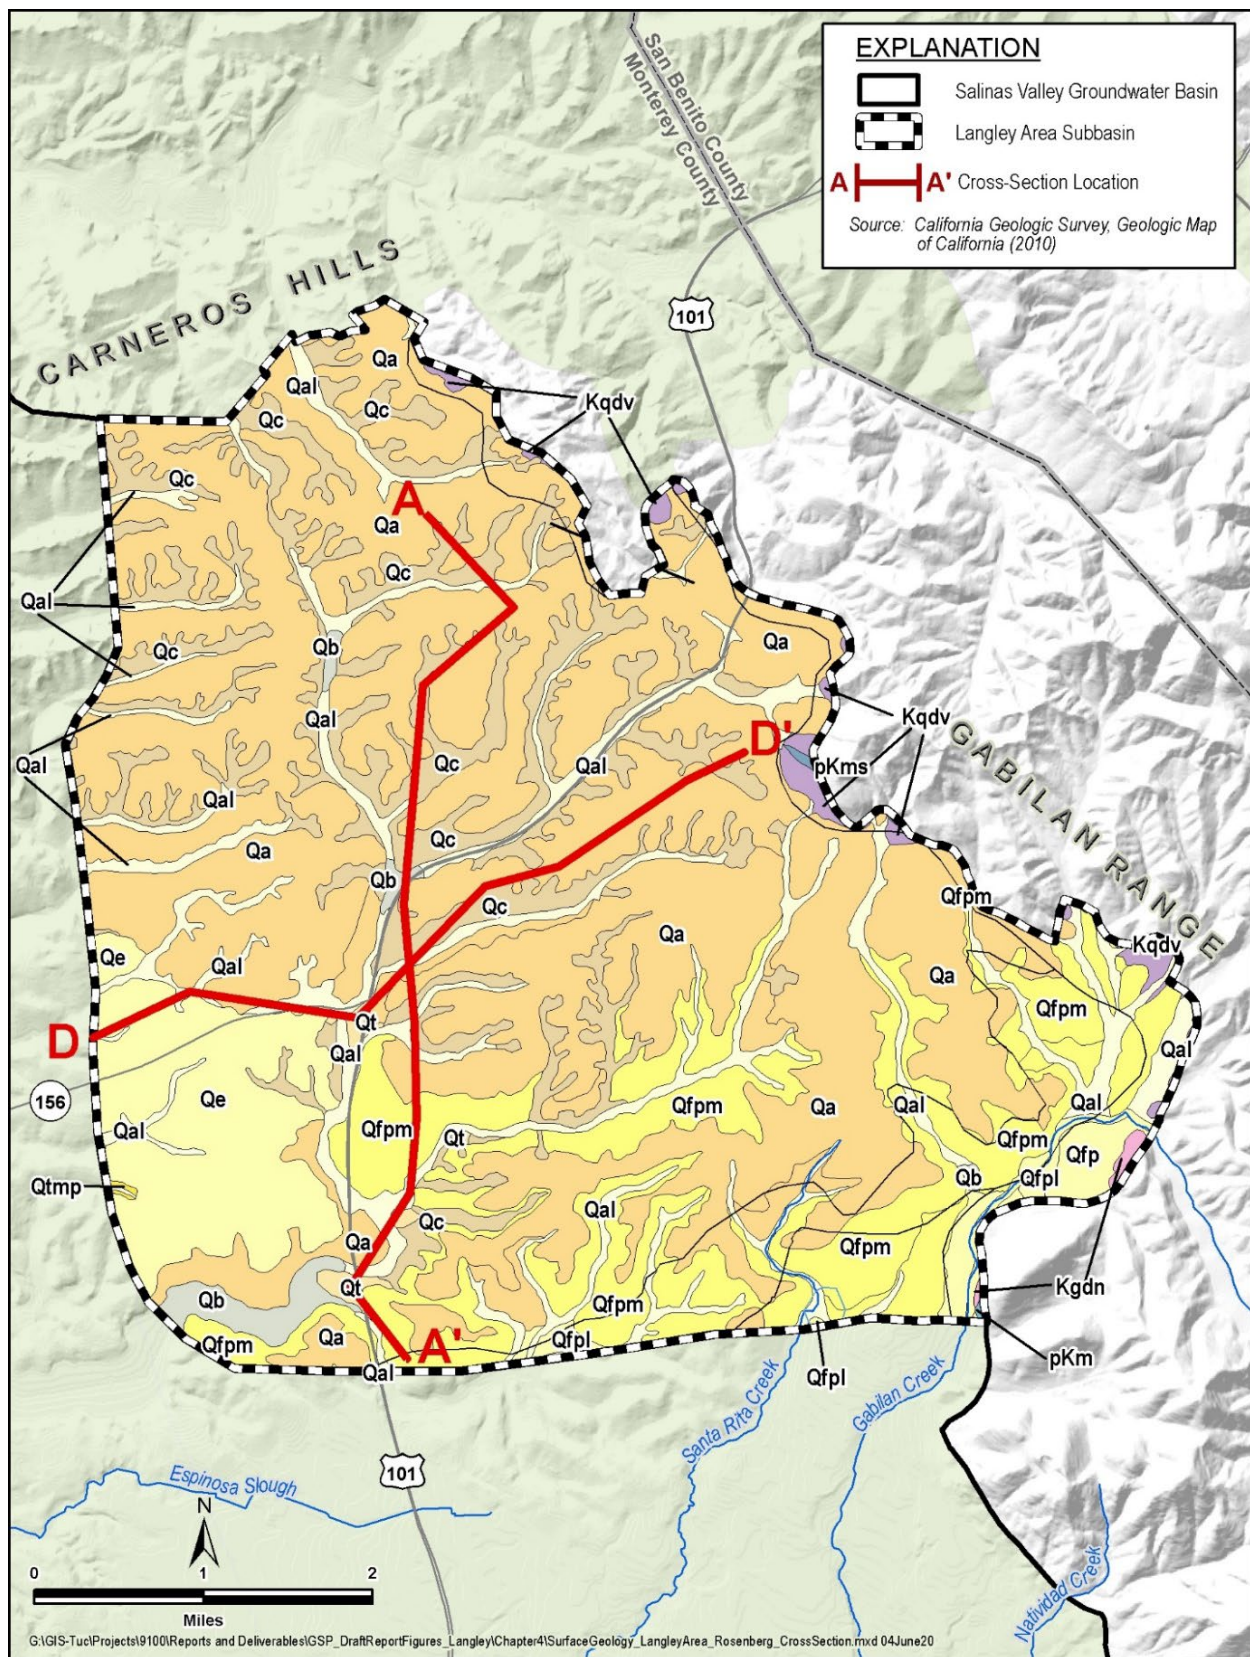 EXPLANATION
Salinas Valley Groundwater Basin
Langley Area Subbasin
A A' Cross-Section Location
Source: California Geologic Survey, Geologic Map
of California (2010)
San Benito County
Monterey County
101
CARNEROS HILLS
Qa
Qal
Qc
Qc
Kqdv
Qc
A
Qa
Qc
Qal
Qb
Qa
Qc
Qal
Kqdv
GABILAN RANGE
D'
Qal
Qc
Qal
pKms
Qal
Qc
Qa
Qb
Qfpm
Qc
Qa
Kqdv
Qe
Qal
Qa
Qfpm
D
Qt
Qal
Qal
156
Qe
Qfpm
Qa
Qal
Qal
Qal
Qfpm
Qt
Qfpm
Qfp
Qb
Qfpl
Qtmp
Qal
Qc
Qa
Qfpm
Kgdn
Qt
Qb
Qfpm
Qfpm
Qa
Qfpl
A'
pKm
Qal
Qfpl
Santa Rita Creek
Gabilan Creek
101
Espinosa Slough
N
Natividad Creek
0 1 2
Miles
G:\GIS-Tuc\Projects\9100\Reports and Deliverables\GSP_DraftReportFigures_Langley\Chapter4\SurfaceGeology_LangleyArea_Rosenberg_CrossSection.mxd 04June20